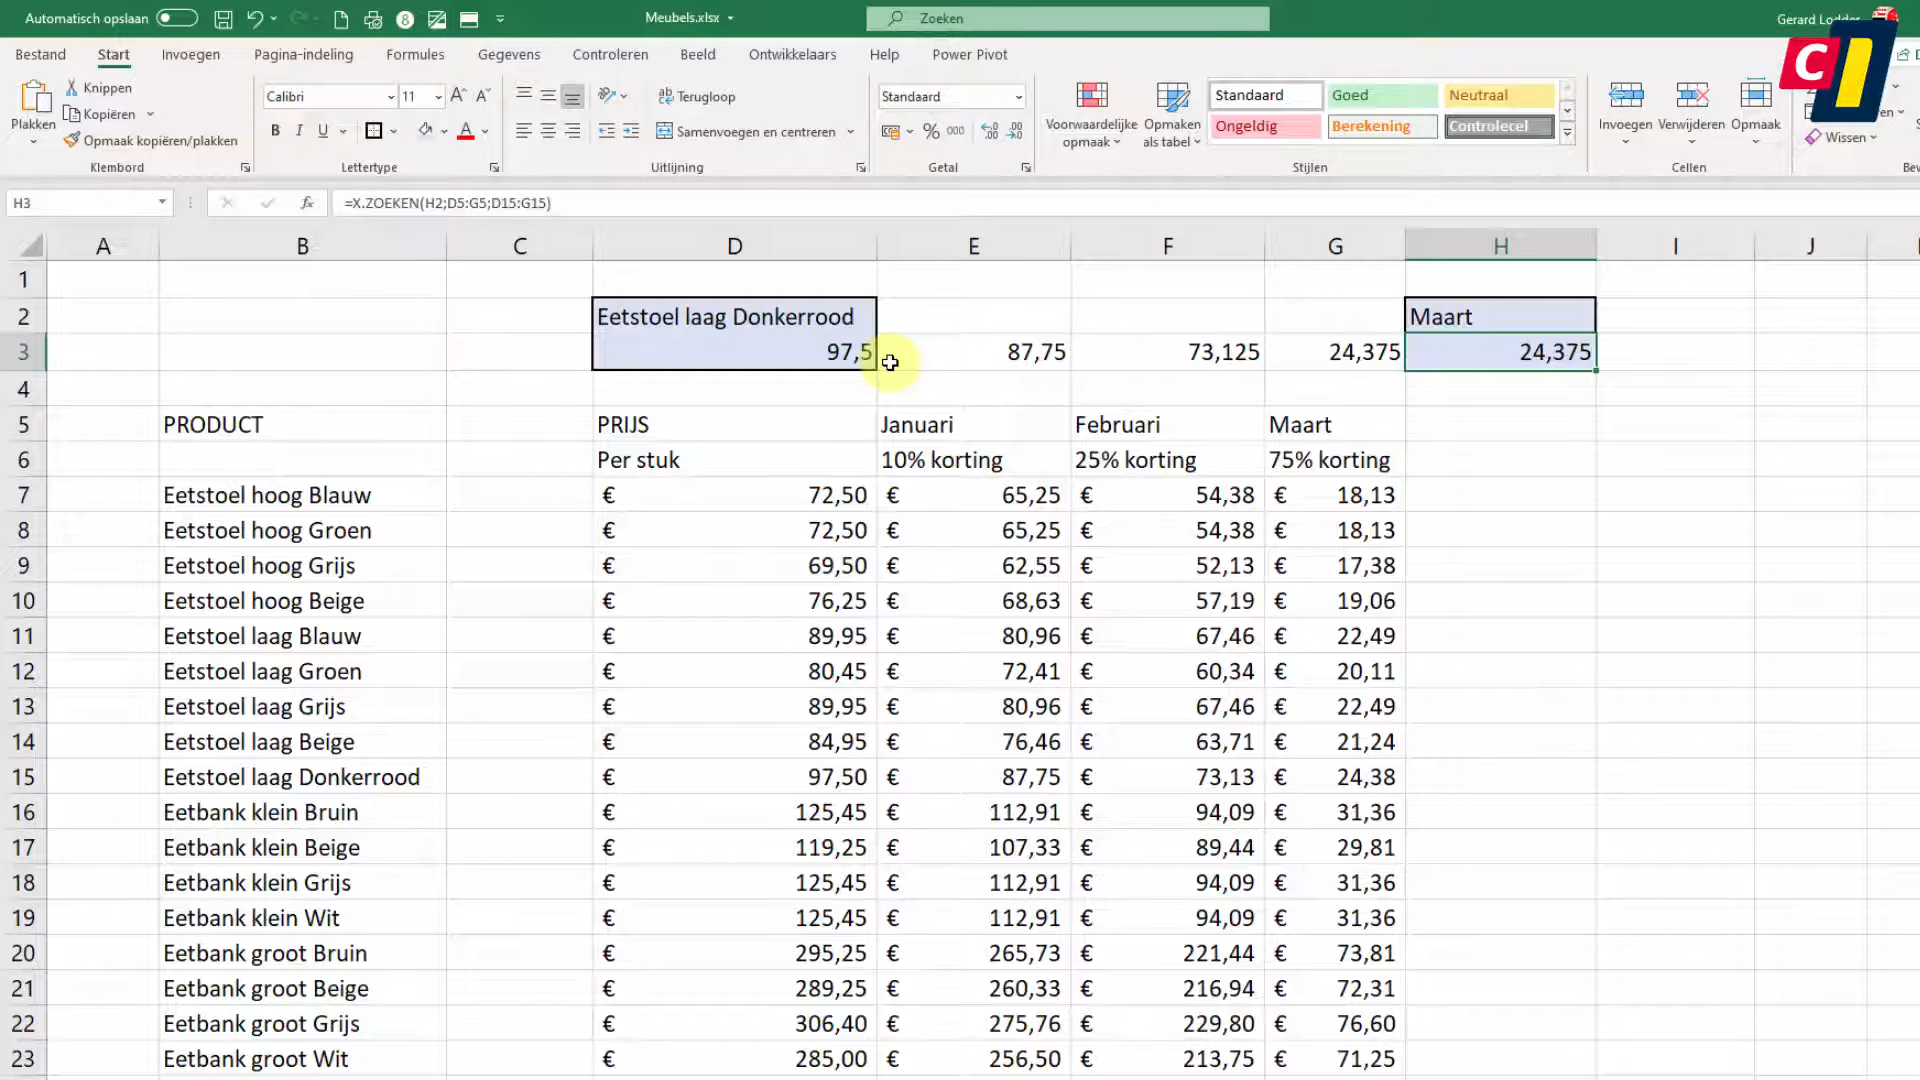 Automatisch opslaan
Meubels.xlsx
Zoeken
Gerard Lodder
Bestand Start Invoegen Pagina-indeling Formules Gegevens Controleren Beeld Ontwikkelaars Help Power Pivot
Plakken
Knippen
Kopiëren
Opmaak kopiëren/plakken
Klembord
Calibri 11
B I U
Lettertype
Terugloop
Samenvoegen en centreren
Uitlijning
Standaard
% 000
Getal
Voorwaardelijke opmaak
Opmaken als tabel
Standaard Goed Neutraal
Ongeldig Berekening Controlecel
Stijlen
Invoegen Verwijderen Opmaak
Cellen
Wissen
C
H3 fx =X.ZOEKEN(H2;D5:G5;D15:G15)
A B C D E F G H I J
1
2 Eetstoel laag Donkerrood Maart
3 97,5 87,75 73,125 24,375 24,375
4
5 PRODUCT PRIJS Januari Februari Maart
6 Per stuk 10% korting 25% korting 75% korting
7 Eetstoel hoog Blauw € 72,50 € 65,25 € 54,38 € 18,13
8 Eetstoel hoog Groen € 72,50 € 65,25 € 54,38 € 18,13
9 Eetstoel hoog Grijs € 69,50 € 62,55 € 52,13 € 17,38
10 Eetstoel hoog Beige € 76,25 € 68,63 € 57,19 € 19,06
11 Eetstoel laag Blauw € 89,95 € 80,96 € 67,46 € 22,49
12 Eetstoel laag Groen € 80,45 € 72,41 € 60,34 € 20,11
13 Eetstoel laag Grijs € 89,95 € 80,96 € 67,46 € 22,49
14 Eetstoel laag Beige € 84,95 € 76,46 € 63,71 € 21,24
15 Eetstoel laag Donkerrood € 97,50 € 87,75 € 73,13 € 24,38
16 Eetbank klein Bruin € 125,45 € 112,91 € 94,09 € 31,36
17 Eetbank klein Beige € 119,25 € 107,33 € 89,44 € 29,81
18 Eetbank klein Grijs € 125,45 € 112,91 € 94,09 € 31,36
19 Eetbank klein Wit € 125,45 € 112,91 € 94,09 € 31,36
20 Eetbank groot Bruin € 295,25 € 265,73 € 221,44 € 73,81
21 Eetbank groot Beige € 289,25 € 260,33 € 216,94 € 72,31
22 Eetbank groot Grijs € 306,40 € 275,76 € 229,80 € 76,60
23 Eetbank groot Wit € 285,00 € 256,50 € 213,75 € 71,25